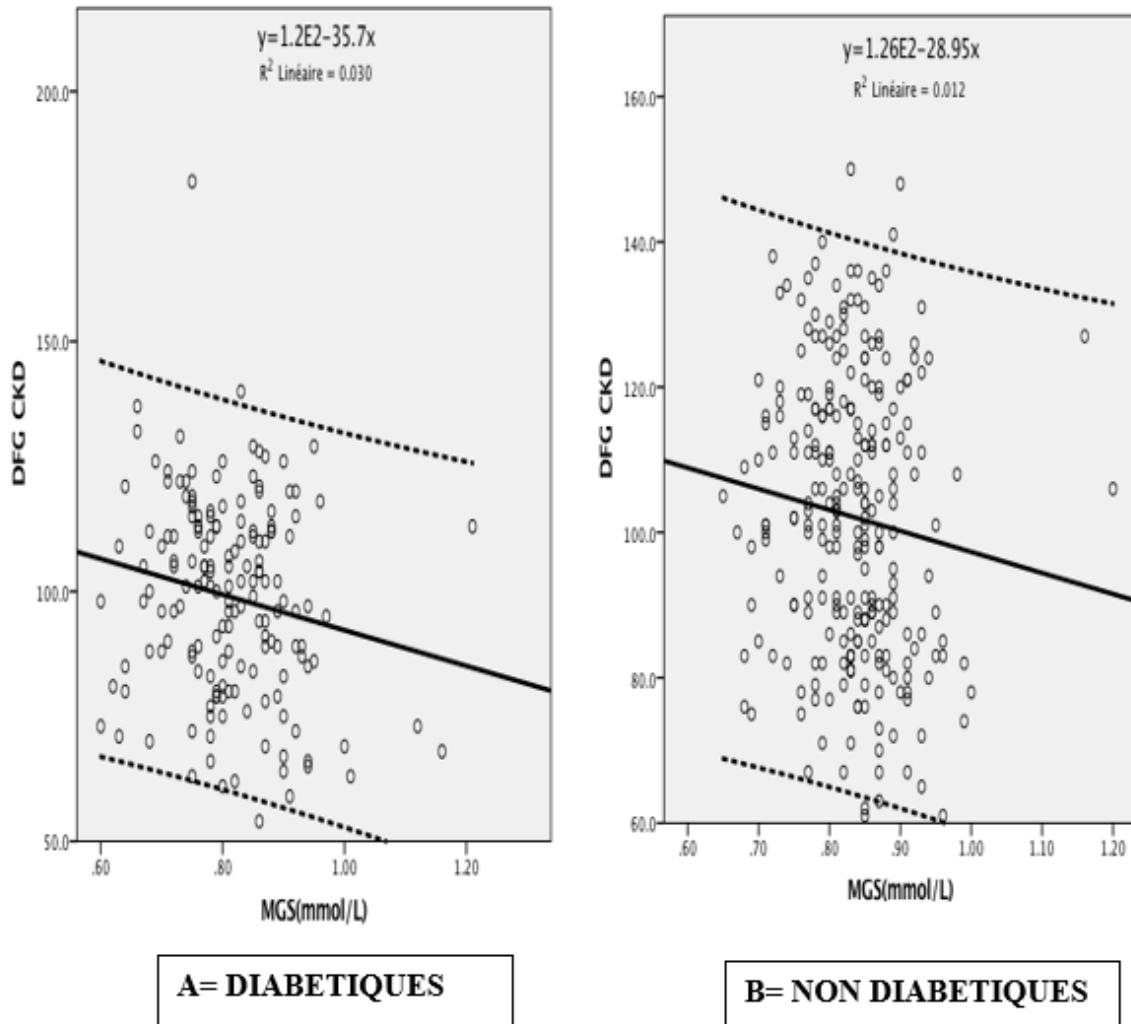 y=1.2E2-35.7x
R² Linéaire = 0.030
200.0
150.0
100.0
50.0
DFG CKD
.60 .80 1.00 1.20
MGS(mmol/L)
A= DIABETIQUES
y=1.26E2-28.95x
R² Linéaire = 0.012
160.0
140.0
120.0
100.0
80.0
60.0
DFG CKD
.60 .70 .80 .90 1.00 1.10 1.20
MGS(mmol/L)
B= NON DIABETIQUES